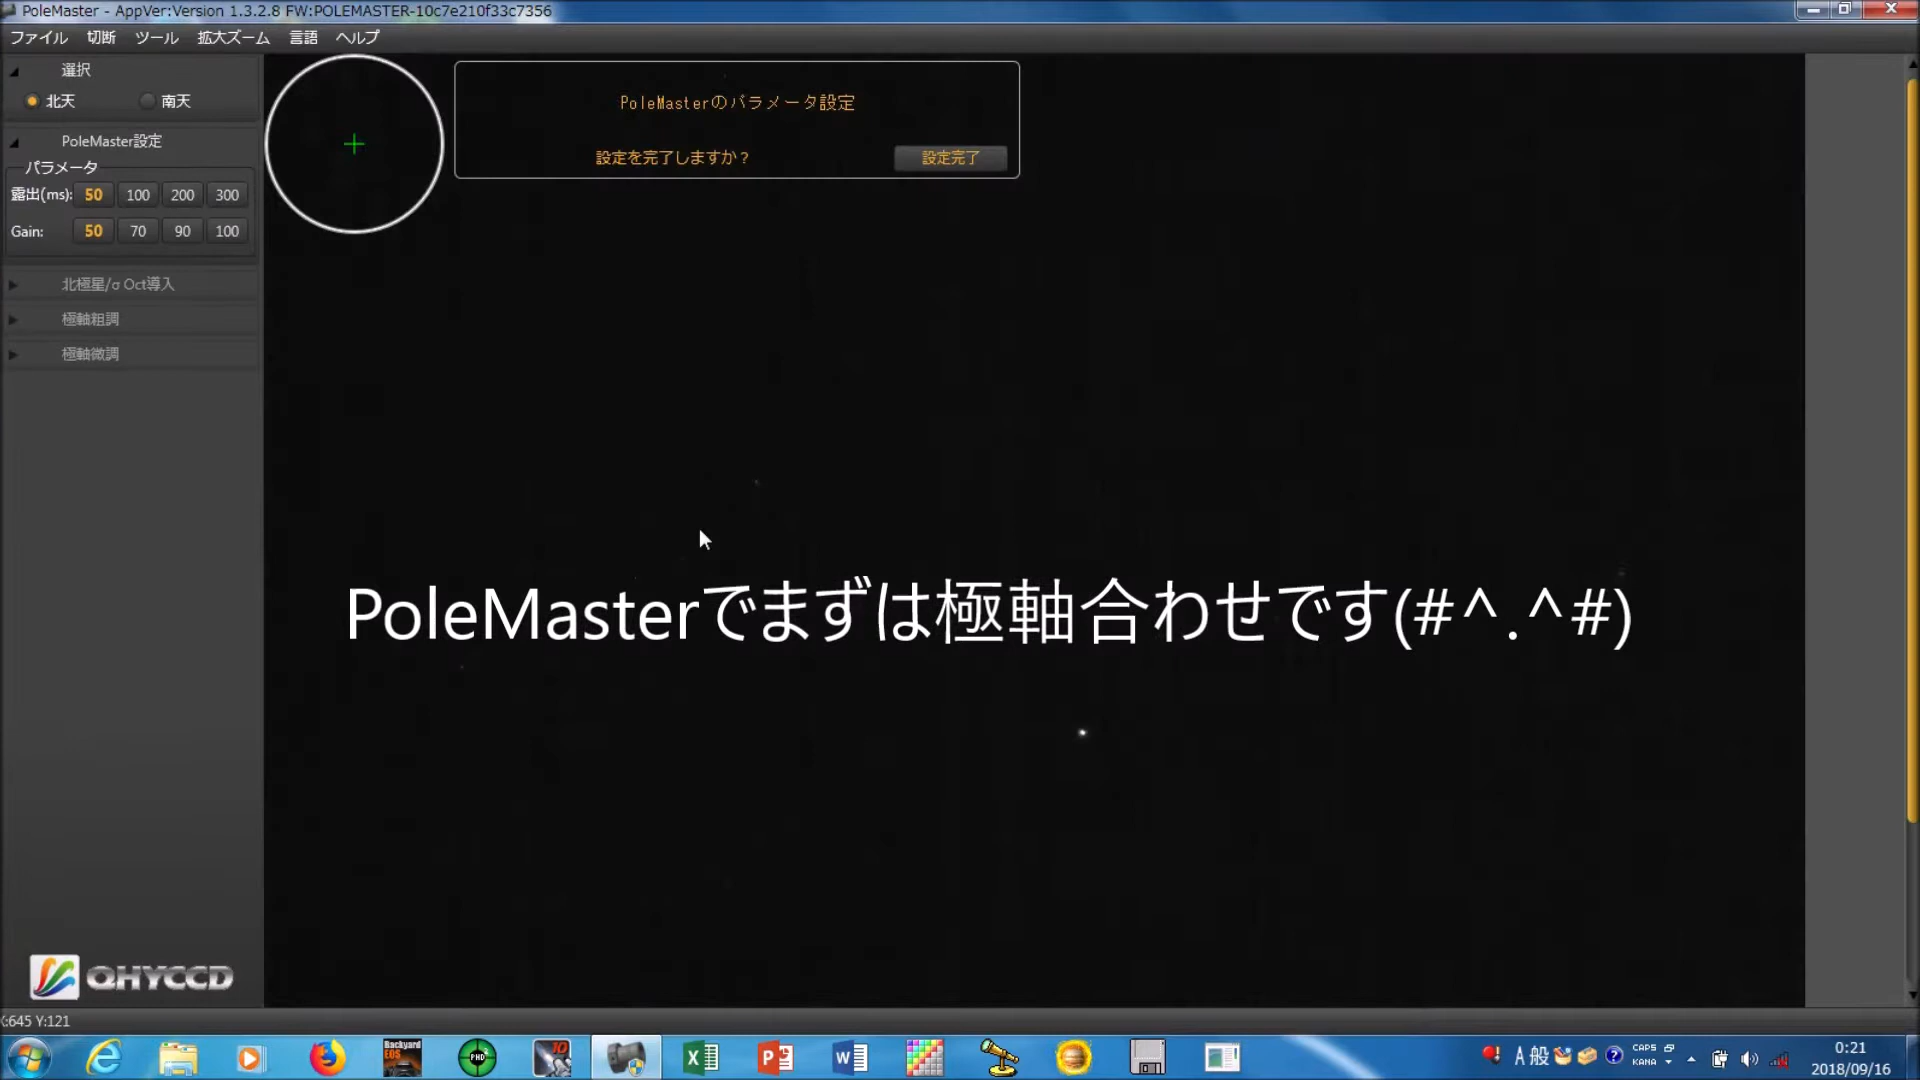 PoleMaster - AppVer:Version 1.3.2.8 FW:POLEMASTER-10c7e210f33c7356
ファイル 切断 ツール 拡大ズーム 言語 ヘルプ
選択
北天 南天
PoleMaster設定
パラメータ
露出(ms): 50 100 200 300
Gain: 50 70 90 100
北極星/σ Oct導入
極軸粗調
極軸微調
PoleMasterのパラメータ設定
設定を完了しますか？ 設定完了
PoleMasterでまずは極軸合わせです(#^.^#)
QHYCCD
X:645 Y:121
Backyard
EOS
PHD2
10
A 般
CAPS
KANA
0:21
2018/09/16